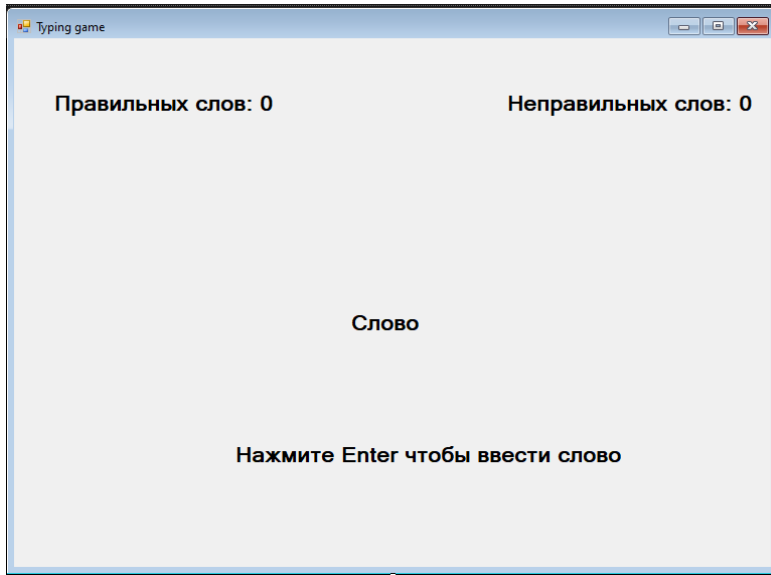 Typing game
Правильных слов: 0
Неправильных слов: 0
Слово
Нажмите Enter чтобы ввести слово